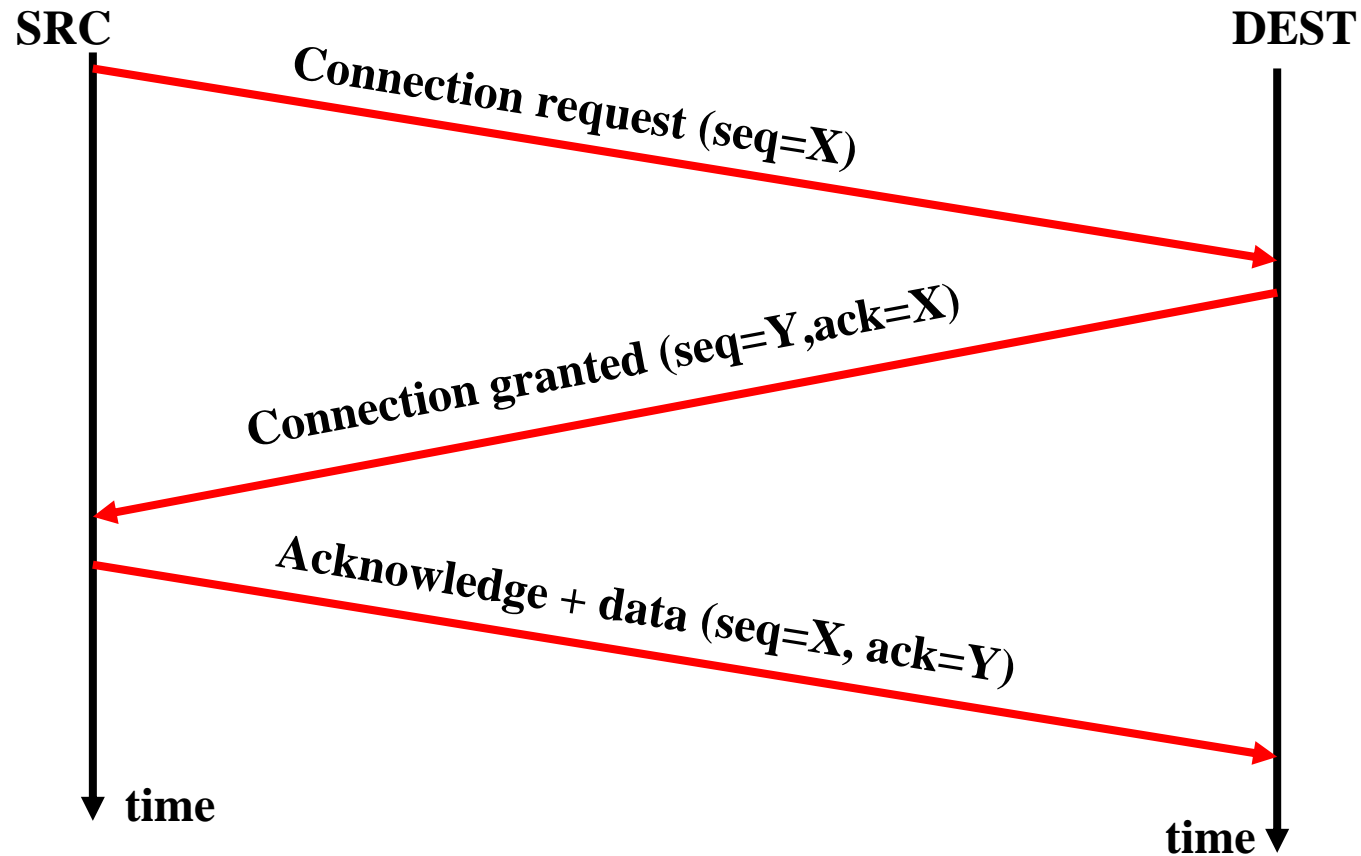 SRC
DEST
Connection request (seq=X)
Connection granted (seq=Y,ack=X)
Acknowledge + data (seq=X, ack=Y)
time
time